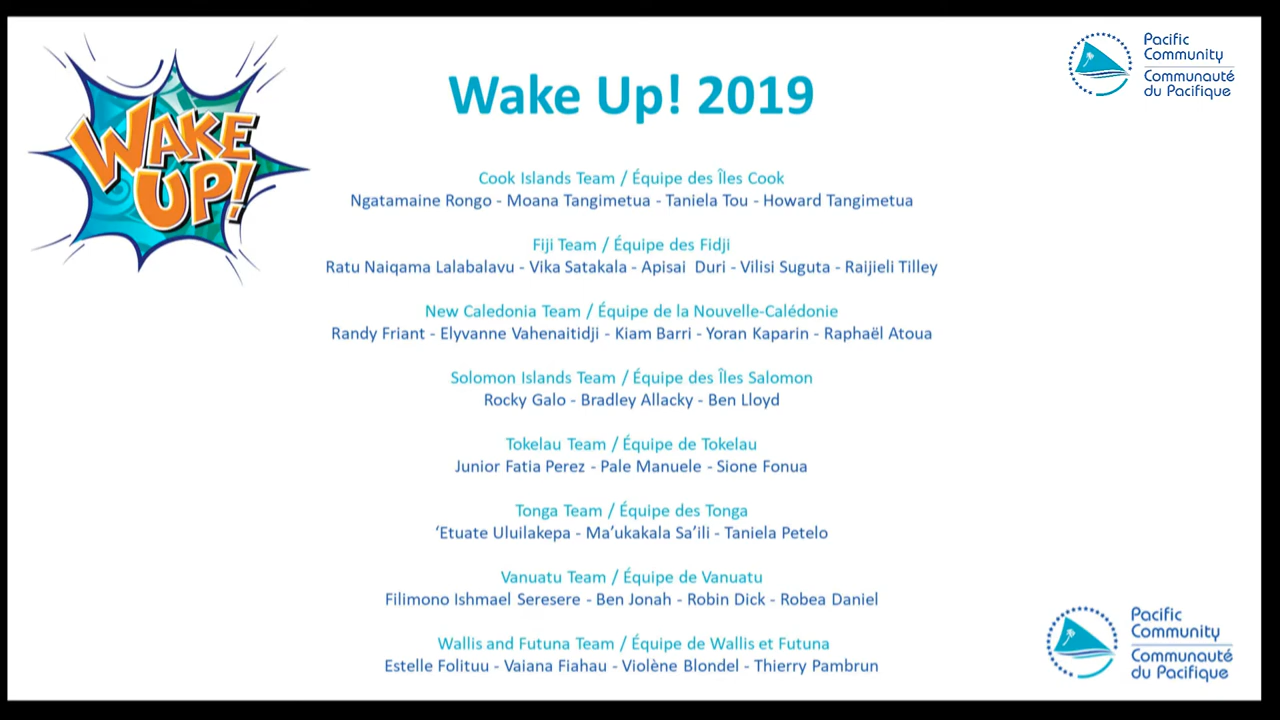 WAKE
UP!
Pacific
Community
Communauté
du Pacifique
Wake Up! 2019
Cook Islands Team / Équipe des Îles Cook
Ngatamaine Rongo - Moana Tangimetua - Taniela Tou - Howard Tangimetua
Fiji Team / Équipe des Fidji
Ratu Naiqama Lalabalavu - Vika Satakala - Apisai  Duri - Vilisi Suguta - Raijieli Tilley
New Caledonia Team / Équipe de la Nouvelle-Calédonie
Randy Friant - Elyvanne Vahenaitidji - Kiam Barri - Yoran Kaparin - Raphaël Atoua
Solomon Islands Team / Équipe des Îles Salomon
Rocky Galo - Bradley Allacky - Ben Lloyd
Tokelau Team / Équipe de Tokelau
Junior Fatia Perez - Pale Manuele - Sione Fonua
Tonga Team / Équipe des Tonga
‘Etuate Uluilakepa - Ma’ukakala Sa’ili - Taniela Petelo
Vanuatu Team / Équipe de Vanuatu
Filimono Ishmael Seresere - Ben Jonah - Robin Dick - Robea Daniel
Wallis and Futuna Team / Équipe de Wallis et Futuna
Estelle Folituu - Vaiana Fiahau - Violène Blondel - Thierry Pambrun
Pacific
Community
Communauté
du Pacifique